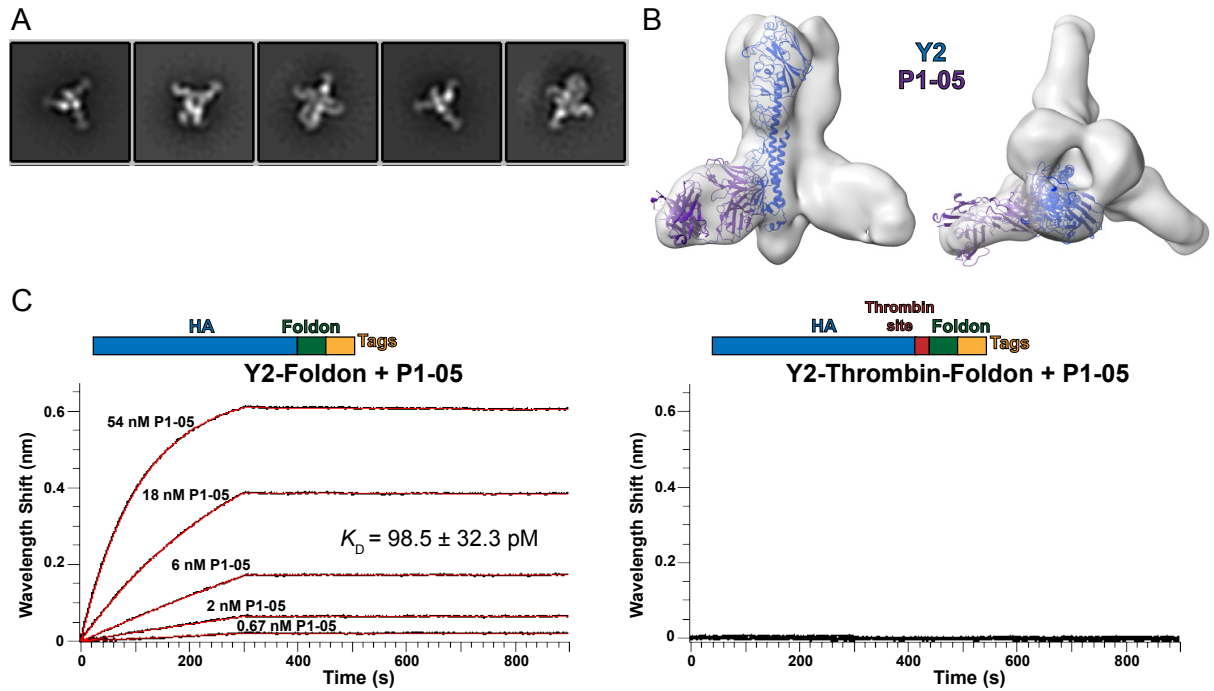 A
B
Y2
P1-05
C
HA
Foldon
Tags
Y2-Foldon + P1-05
Wavelength Shift (nm)
0.6
0.4
0.2
0
54 nM P1-05
18 nM P1-05
6 nM P1-05
2 nM P1-05
0.67 nM P1-05
KD = 98.5 ± 32.3 pM
0
200
400
600
800
Time (s)
HA
Thrombin
site
Foldon
Tags
Y2-Thrombin-Foldon + P1-05
Wavelength Shift (nm)
0.6
0.4
0.2
0
0
200
400
600
800
Time (s)